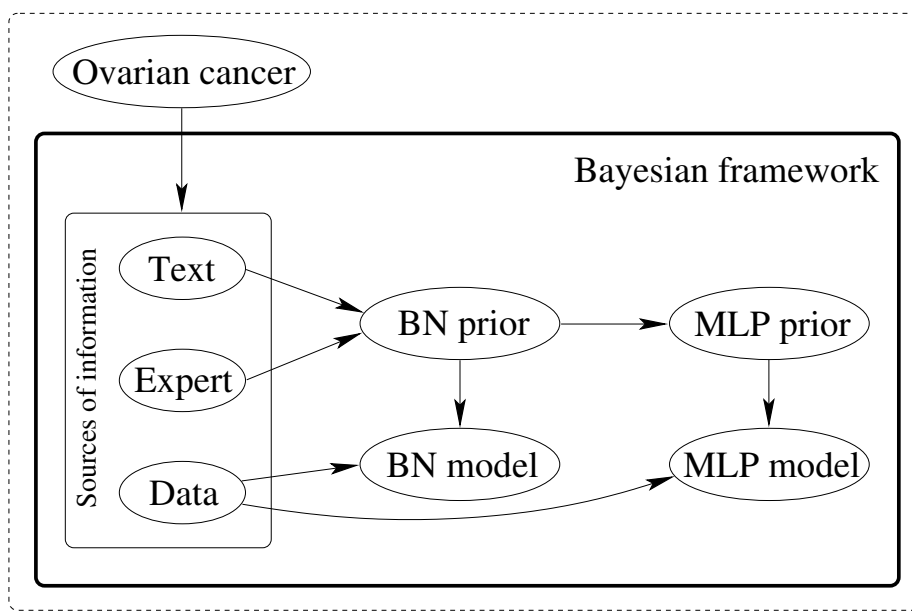 Ovarian cancer
Bayesian framework
Sources of information
Text
BN prior
MLP prior
Expert
BN model
MLP model
Data